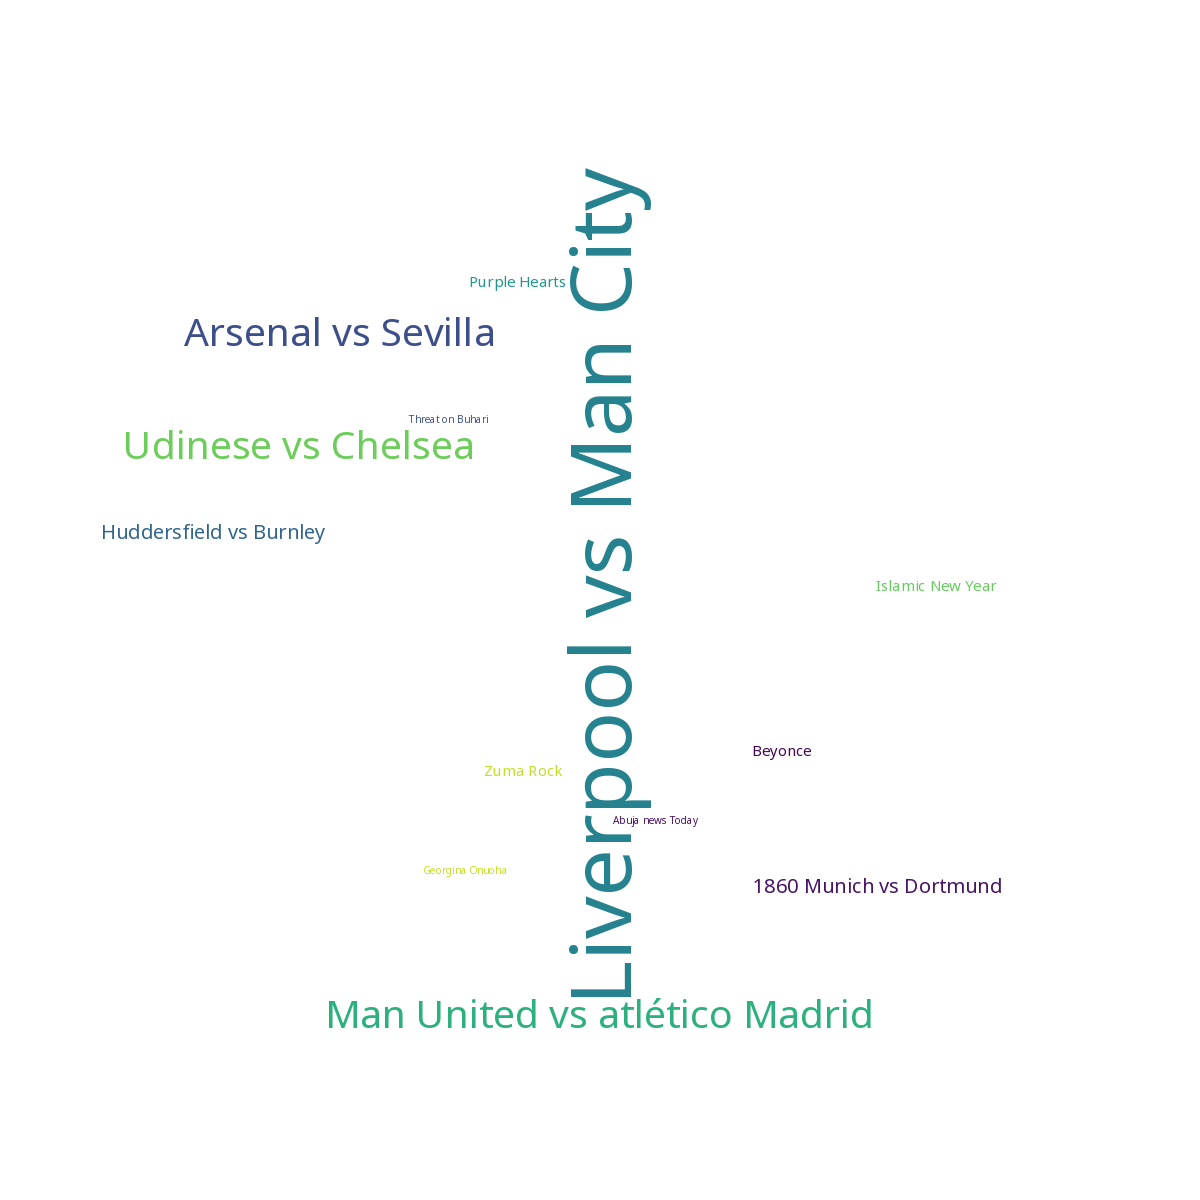 Liverpool vs Man City
Purple Hearts
Arsenal vs Sevilla
Threat on Buhari
Udinese vs Chelsea
Huddersfield vs Burnley
Islamic New Year
Beyonce
Zuma Rock
Abuja news Today
Georgina Onuoha
1860 Munich vs Dortmund
Man United vs atlético Madrid